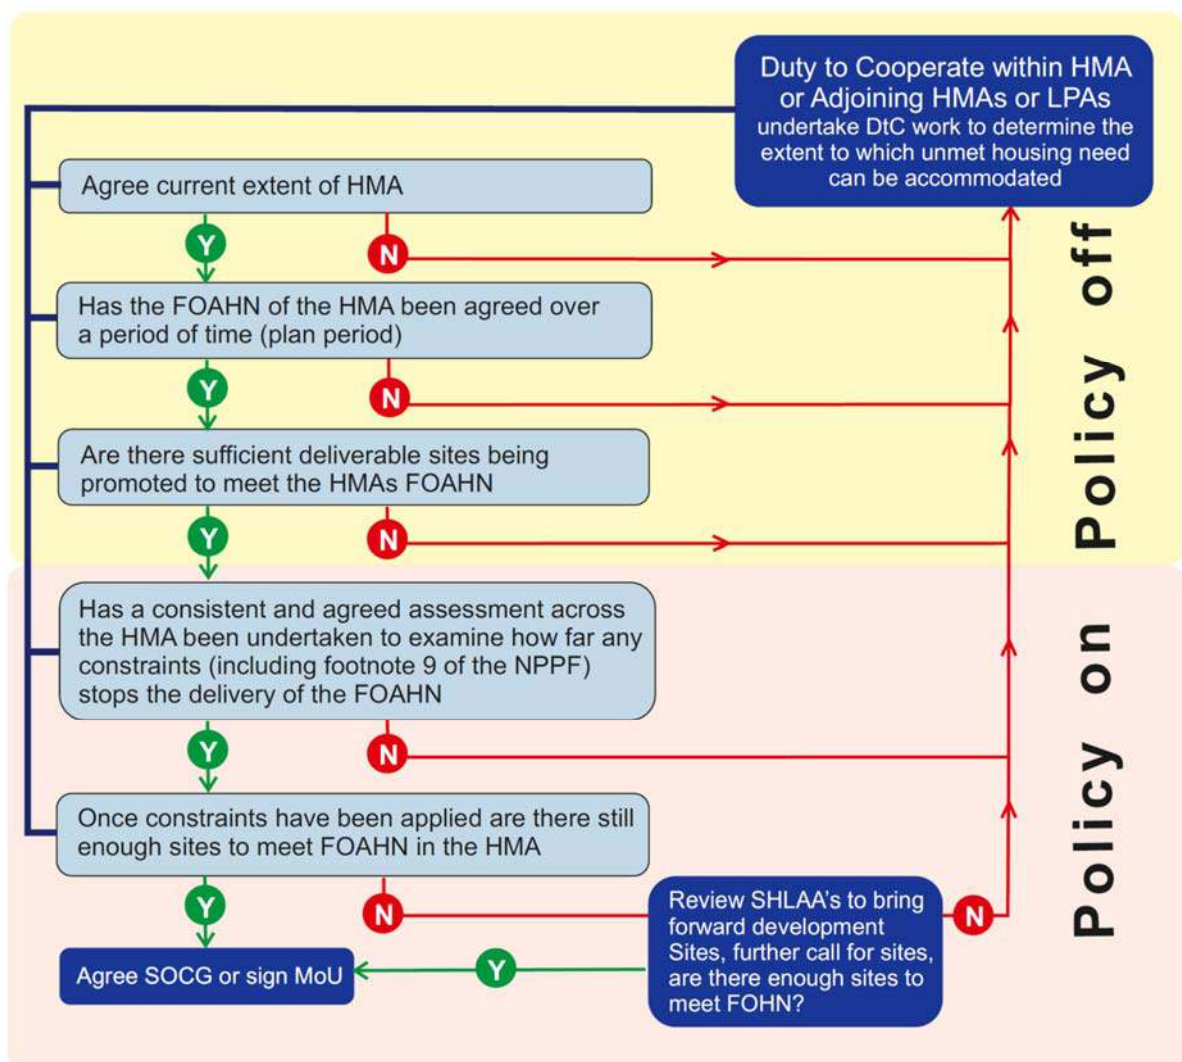 Duty to Cooperate within HMA
or Adjoining HMAs or LPAs
undertake DtC work to determine the
extent to which unmet housing need
can be accommodated
Agree current extent of HMA
Y
N
Has the FOAHN of the HMA been agreed over
a period of time (plan period)
Y
N
Are there sufficient deliverable sites being
promoted to meet the HMAs FOAHN
Y
N
Policy off
Has a consistent and agreed assessment across
the HMA been undertaken to examine how far any
constraints (including footnote 9 of the NPPF)
stops the delivery of the FOAHN
Y
N
Once constraints have been applied are there still
enough sites to meet FOAHN in the HMA
Y
N
Review SHLAA's to bring
forward development
Sites, further call for sites,
are there enough sites to
meet FOHN?
N
Y
Agree SOCG or sign MoU
Policy on